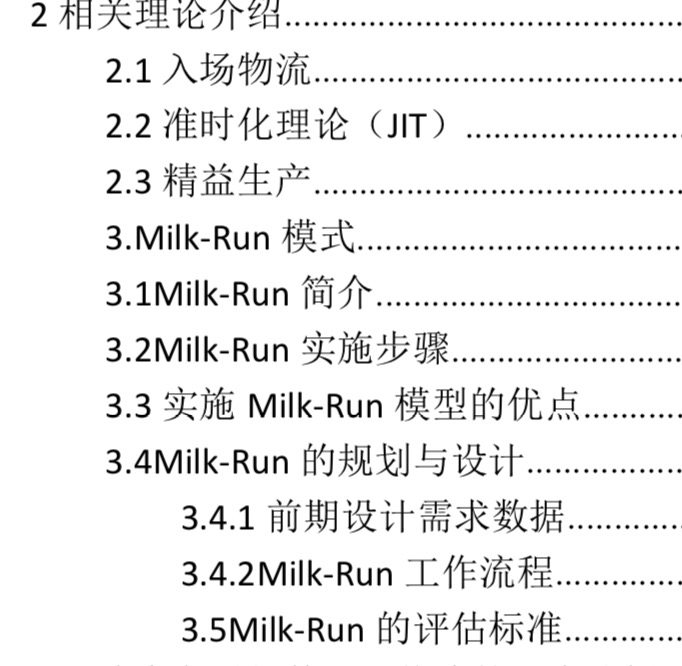 2 相关理论介绍........................
2.1 入场物流........................
2.2 准时化理论（JIT）........................
2.3 精益生产........................
3.Milk-Run 模式........................
3.1Milk-Run 简介........................
3.2Milk-Run 实施步骤........................
3.3 实施 Milk-Run 模型的优点........................
3.4Milk-Run 的规划与设计........................
3.4.1 前期设计需求数据........................
3.4.2Milk-Run 工作流程........................
3.5Milk-Run 的评估标准........................